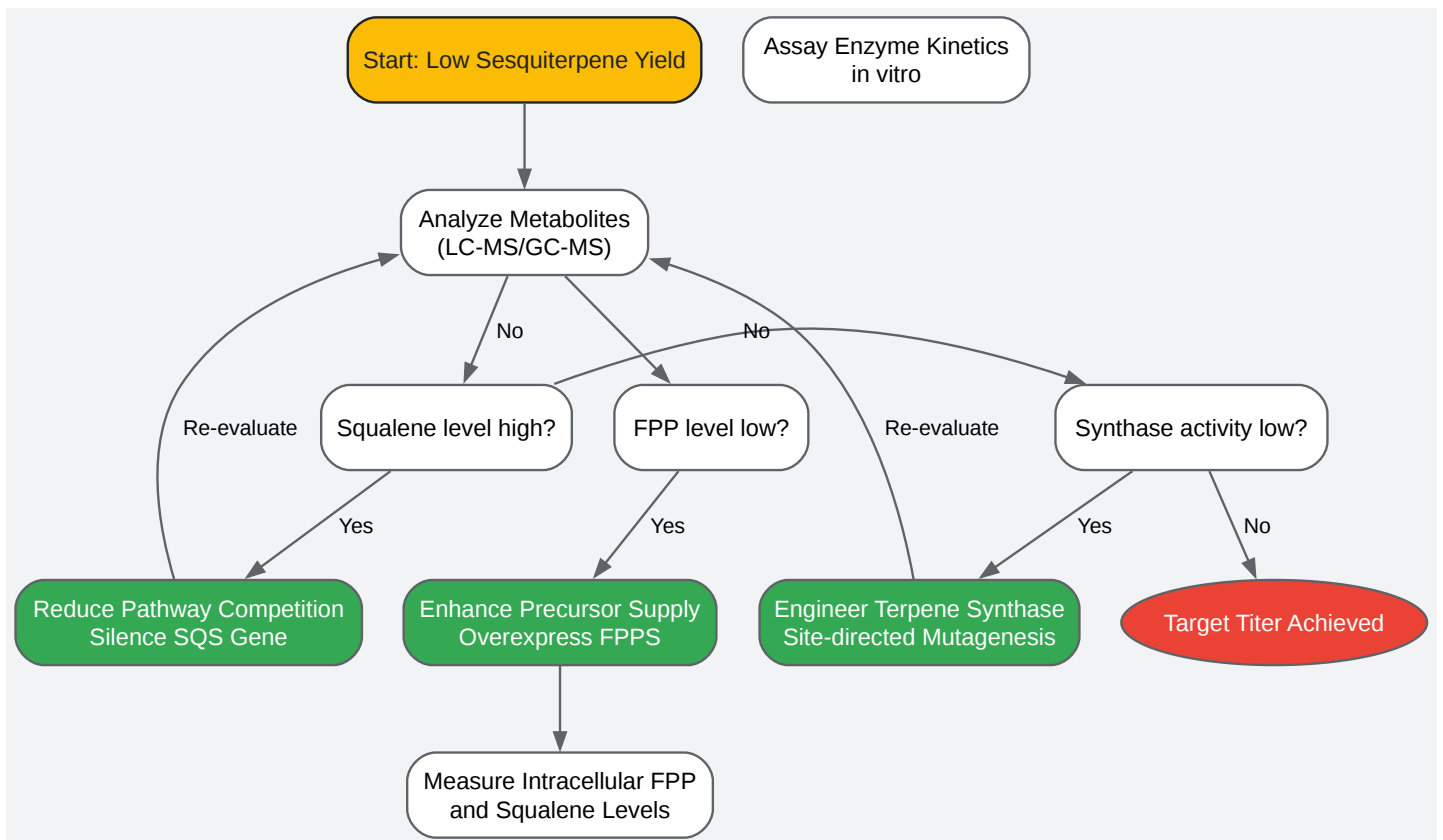 Start: Low Sesquiterpene Yield
Assay Enzyme Kinetics
in vitro
Analyze Metabolites
(LC-MS/GC-MS)
No
No
Squalene level high?
FPP level low?
Synthase activity low?
Re-evaluate
Re-evaluate
Yes
Yes
Yes
No
Reduce Pathway Competition
Silence SQS Gene
Enhance Precursor Supply
Overexpress FPPS
Engineer Terpene Synthase
Site-directed Mutagenesis
Target Titer Achieved
Measure Intracellular FPP
and Squalene Levels